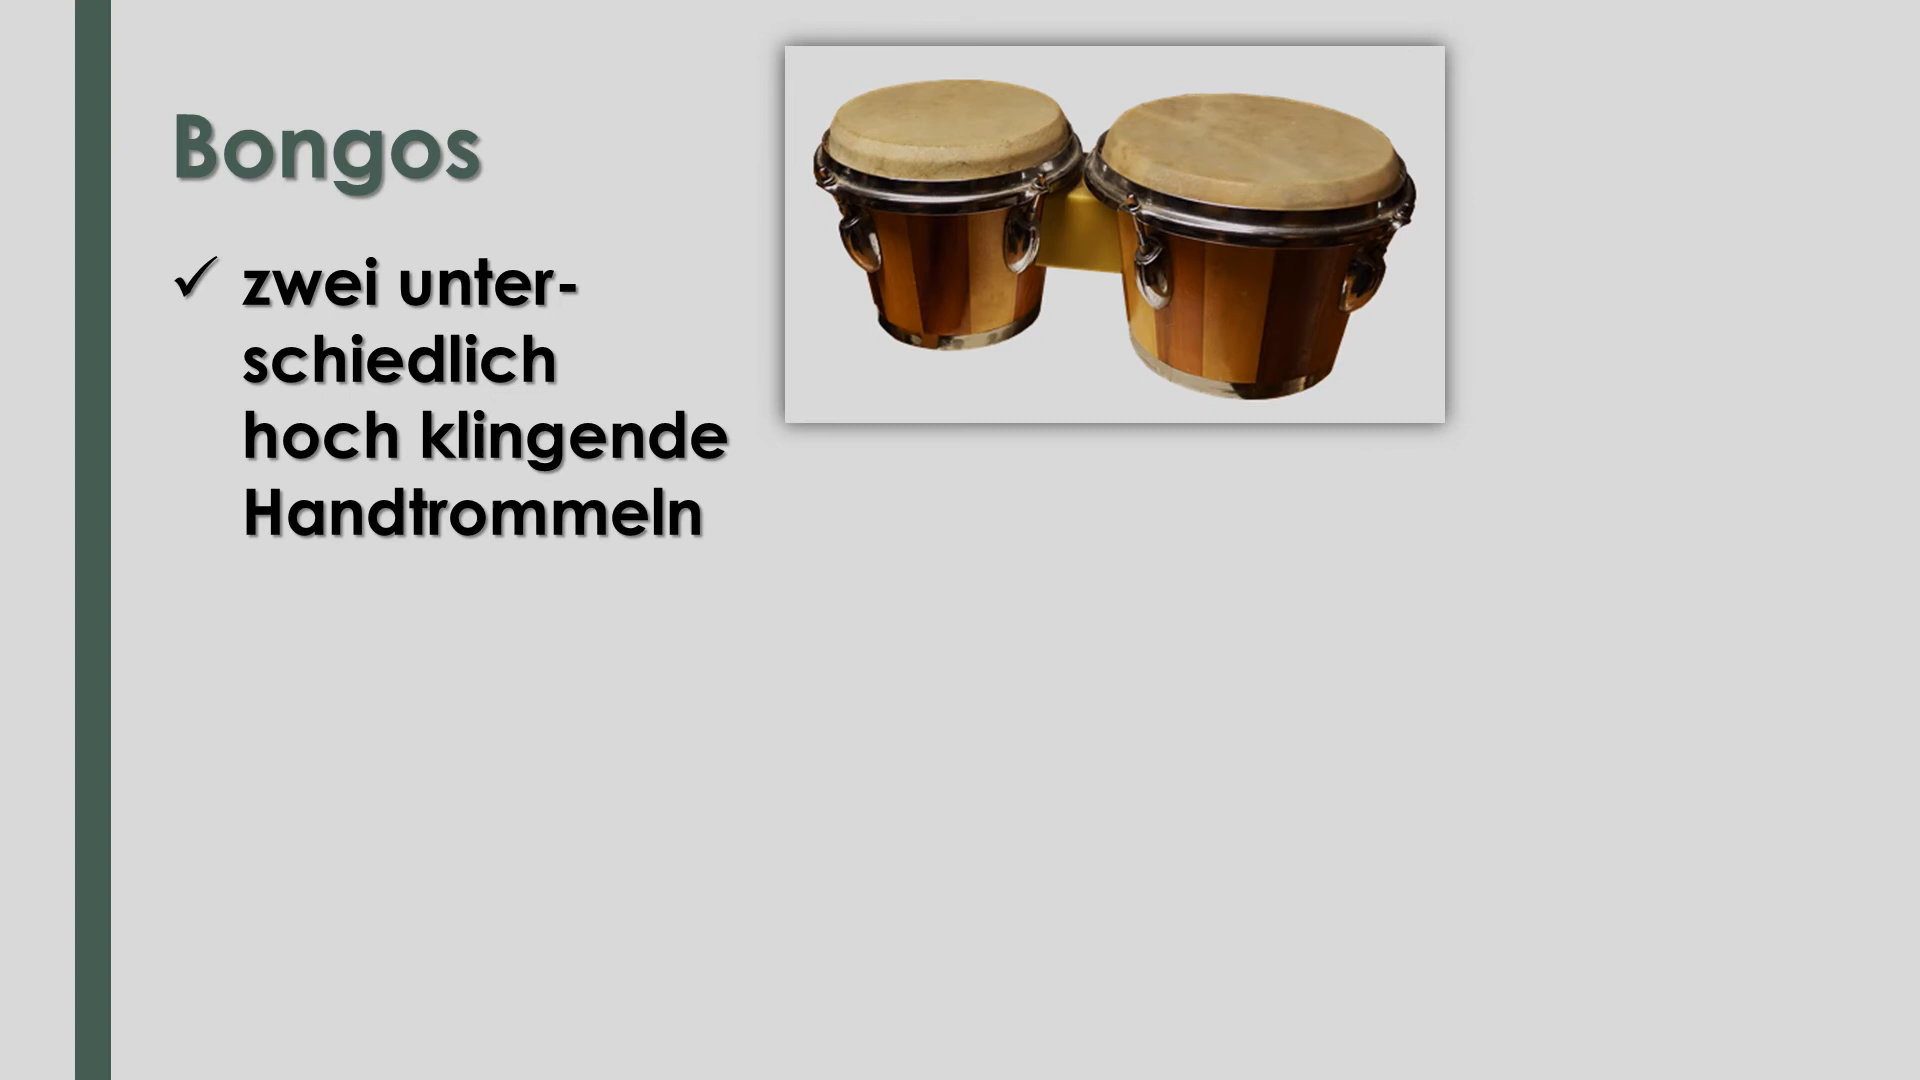 Bongos
✓ zwei unter-
schiedlich
hoch klingende
Handtrommeln